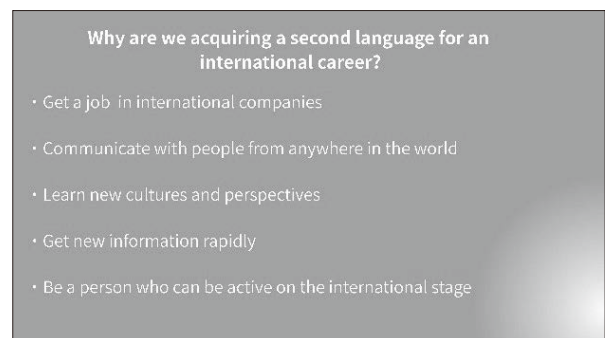 Why are we acquiring a second language for an
international career?
・Get a job in international companies
・Communicate with people from anywhere in the world
・Learn new cultures and perspectives
・Get new information rapidly
・Be a person who can be active on the international stage